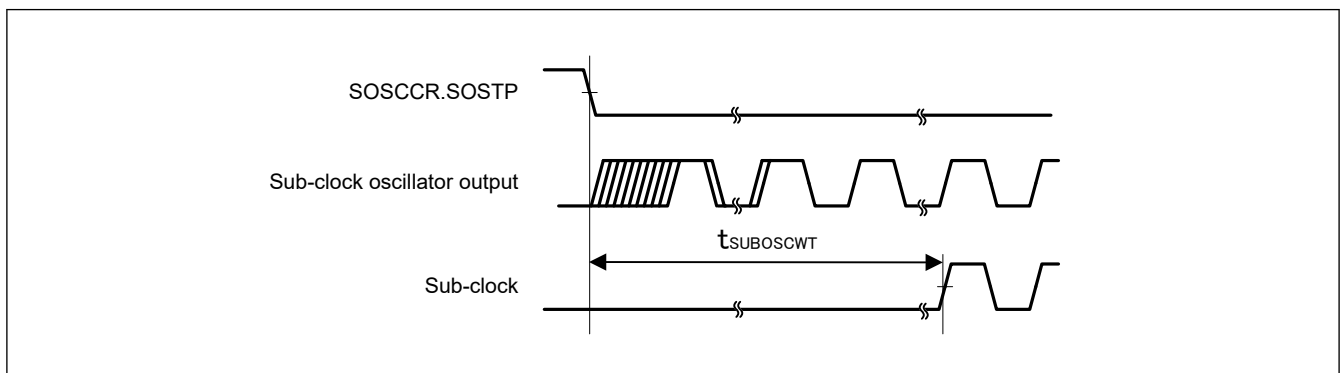 SOSCCR.SOSTP
Sub-clock oscillator output
tSUBOSCWT
Sub-clock